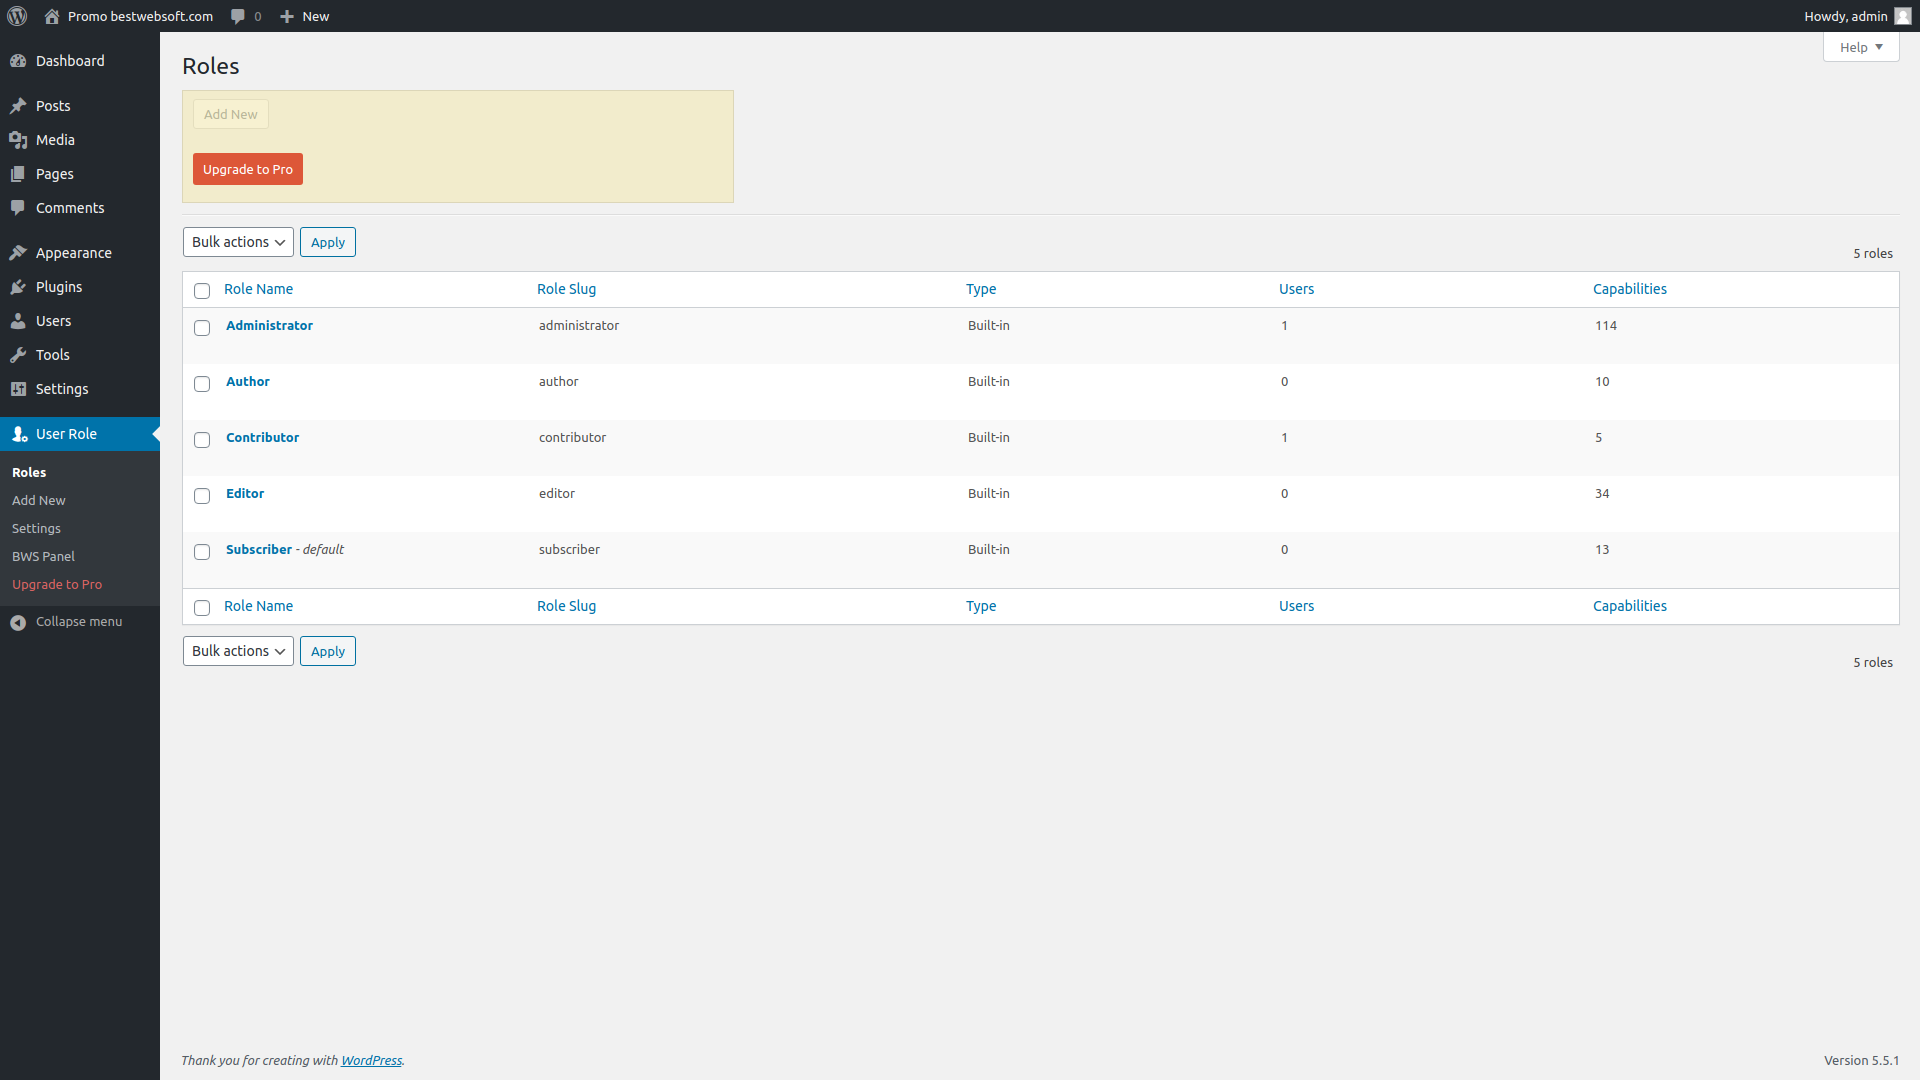 Promo bestwebsoft.com 0 New Howdy, admin
Help
Dashboard
Posts
Media
Pages
Comments
Appearance
Plugins
Users
Tools
Settings
User Role
Roles
Add New
Settings
BWS Panel
Upgrade to Pro
Collapse menu
Roles
Add New
Upgrade to Pro
Bulk actions Apply
5 roles
Role Name Role Slug Type Users Capabilities
Administrator administrator Built-in 1 114
Author author Built-in 0 10
Contributor contributor Built-in 1 5
Editor editor Built-in 0 34
Subscriber - default subscriber Built-in 0 13
Role Name Role Slug Type Users Capabilities
Bulk actions Apply
5 roles
Thank you for creating with WordPress. Version 5.5.1